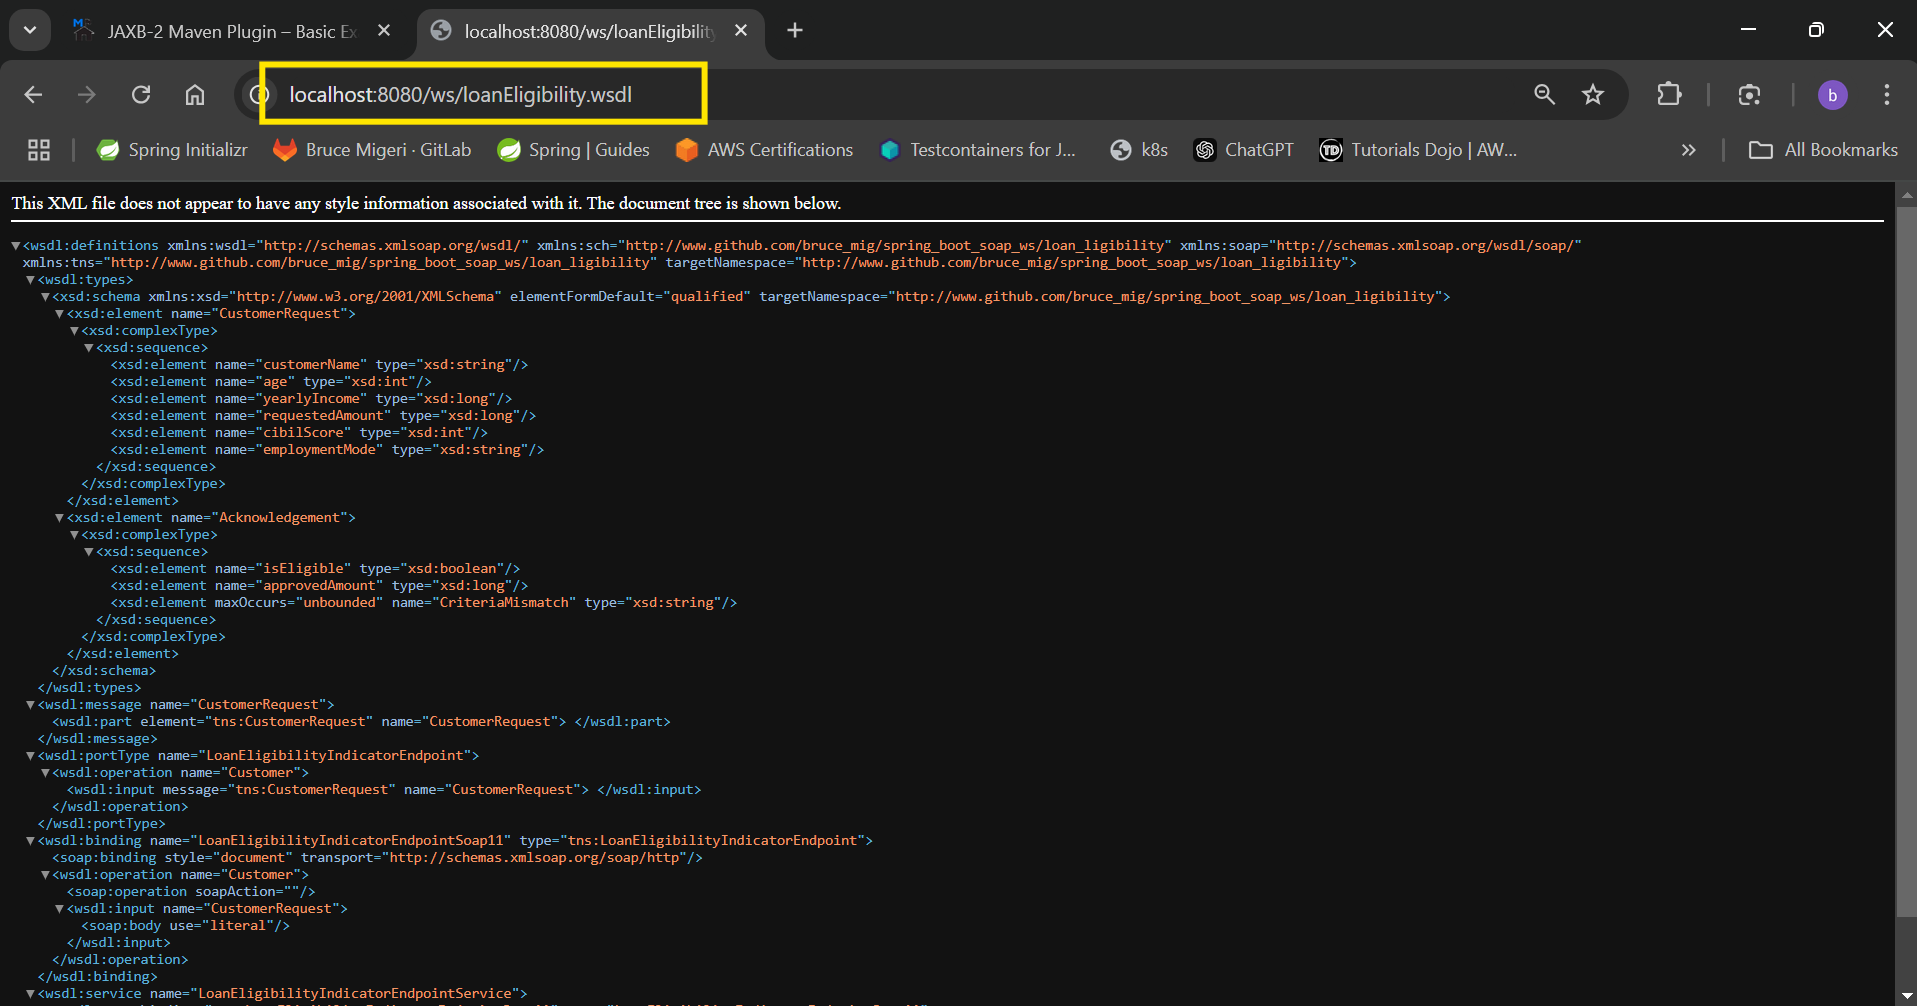 JAXB-2 Maven Plugin – Basic Ex
localhost:8080/ws/loanEligibility
localhost:8080/ws/loanEligibility.wsdl
b
Spring Initializr
Bruce Migeri · GitLab
Spring | Guides
AWS Certifications
Testcontainers for J...
k8s
ChatGPT
TD Tutorials Dojo | AW...
All Bookmarks
This XML file does not appear to have any style information associated with it. The document tree is shown below.
<wsdl:definitions xmlns:wsdl="http://schemas.xmlsoap.org/wsdl/" xmlns:sch="http://www.github.com/bruce_mig/spring_boot_soap_ws/loan_ligibility" xmlns:soap="http://schemas.xmlsoap.org/wsdl/soap/"
xmlns:tns="http://www.github.com/bruce_mig/spring_boot_soap_ws/loan_ligibility" targetNamespace="http://www.github.com/bruce_mig/spring_boot_soap_ws/loan_ligibility">
<wsdl:types>
<xsd:schema xmlns:xsd="http://www.w3.org/2001/XMLSchema" elementFormDefault="qualified" targetNamespace="http://www.github.com/bruce_mig/spring_boot_soap_ws/loan_ligibility">
<xsd:element name="CustomerRequest">
<xsd:complexType>
<xsd:sequence>
<xsd:element name="customerName" type="xsd:string"/>
<xsd:element name="age" type="xsd:int"/>
<xsd:element name="yearlyIncome" type="xsd:long"/>
<xsd:element name="requestedAmount" type="xsd:long"/>
<xsd:element name="cibilScore" type="xsd:int"/>
<xsd:element name="employmentMode" type="xsd:string"/>
</xsd:sequence>
</xsd:complexType>
</xsd:element>
<xsd:element name="Acknowledgement">
<xsd:complexType>
<xsd:sequence>
<xsd:element name="isEligible" type="xsd:boolean"/>
<xsd:element name="approvedAmount" type="xsd:long"/>
<xsd:element maxOccurs="unbounded" name="CriteriaMismatch" type="xsd:string"/>
</xsd:sequence>
</xsd:complexType>
</xsd:element>
</xsd:schema>
</wsdl:types>
<wsdl:message name="CustomerRequest">
<wsdl:part element="tns:CustomerRequest" name="CustomerRequest"> </wsdl:part>
</wsdl:message>
<wsdl:portType name="LoanEligibilityIndicatorEndpoint">
<wsdl:operation name="Customer">
<wsdl:input message="tns:CustomerRequest" name="CustomerRequest"> </wsdl:input>
</wsdl:operation>
</wsdl:portType>
<wsdl:binding name="LoanEligibilityIndicatorEndpointSoap11" type="tns:LoanEligibilityIndicatorEndpoint">
<soap:binding style="document" transport="http://schemas.xmlsoap.org/soap/http"/>
<wsdl:operation name="Customer">
<soap:operation soapAction=""/>
<wsdl:input name="CustomerRequest">
<soap:body use="literal"/>
</wsdl:input>
</wsdl:operation>
</wsdl:binding>
<wsdl:service name="LoanEligibilityIndicatorEndpointService">